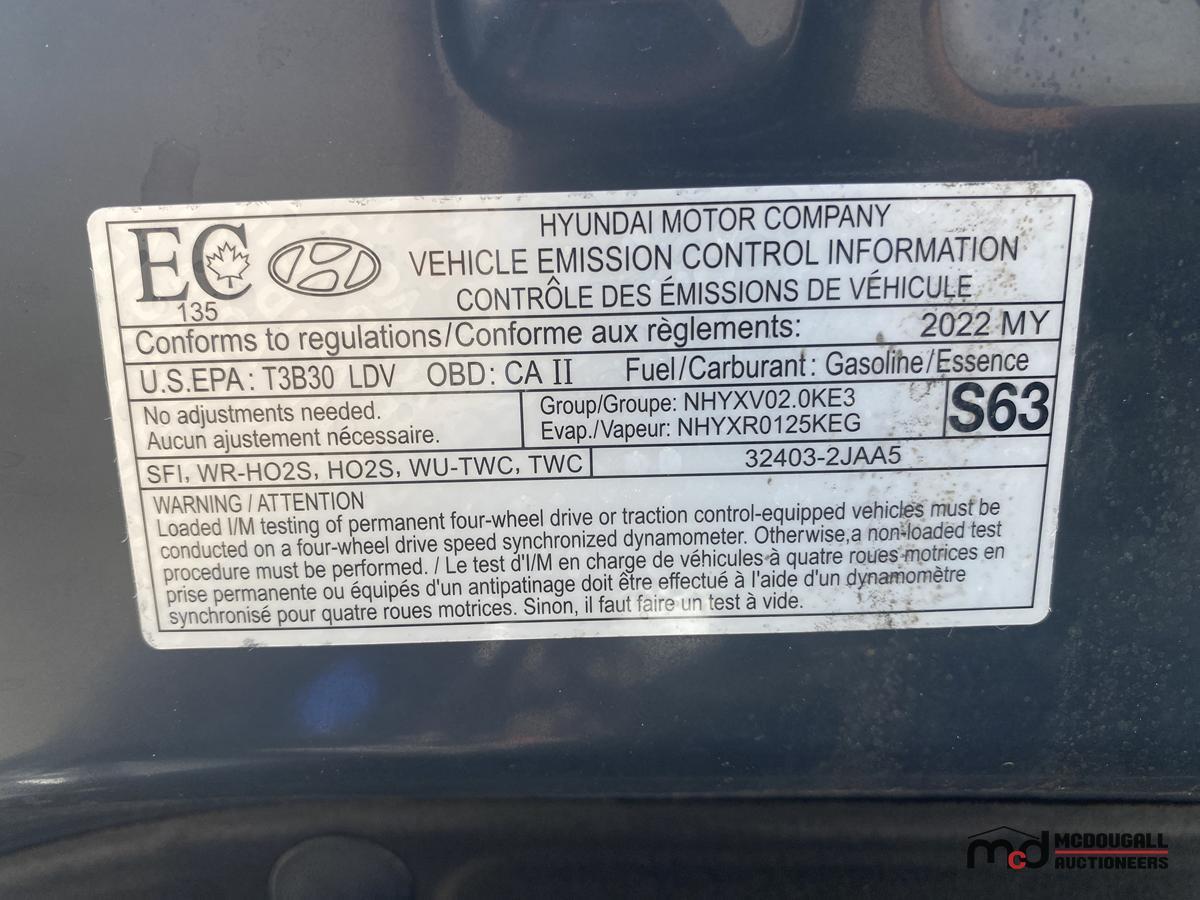 HYUNDAI MOTOR COMPANY
EC
135
VEHICLE EMISSION CONTROL INFORMATION
CONTRÔLE DES ÉMISSIONS DE VÉHICULE
Conforms to regulations/Conforme aux règlements: 2022 MY
U.S.EPA: T3B30 LDV OBD: CA II Fuel/Carburant: Gasoline/Essence
No adjustments needed.
Aucun ajustement nécessaire.
Group/Groupe: NHYXV02.0KE3
Evap./Vapeur: NHYXR0125KEG
S63
SFI, WR-HO2S, HO2S, WU-TWC, TWC
32403-2JAA5
WARNING / ATTENTION
Loaded I/M testing of permanent four-wheel drive or traction control-equipped vehicles must be
conducted on a four-wheel drive speed synchronized dynamometer. Otherwise,a non-loaded test
procedure must be performed. / Le test d'I/M en charge de véhicules à quatre roues motrices en
prise permanente ou équipés d'un antipatinage doit être effectué à l'aide d'un dynamomètre
synchronisé pour quatre roues motrices. Sinon, il faut faire un test à vide.
mcd
MCDOUGALL
AUCTIONEERS